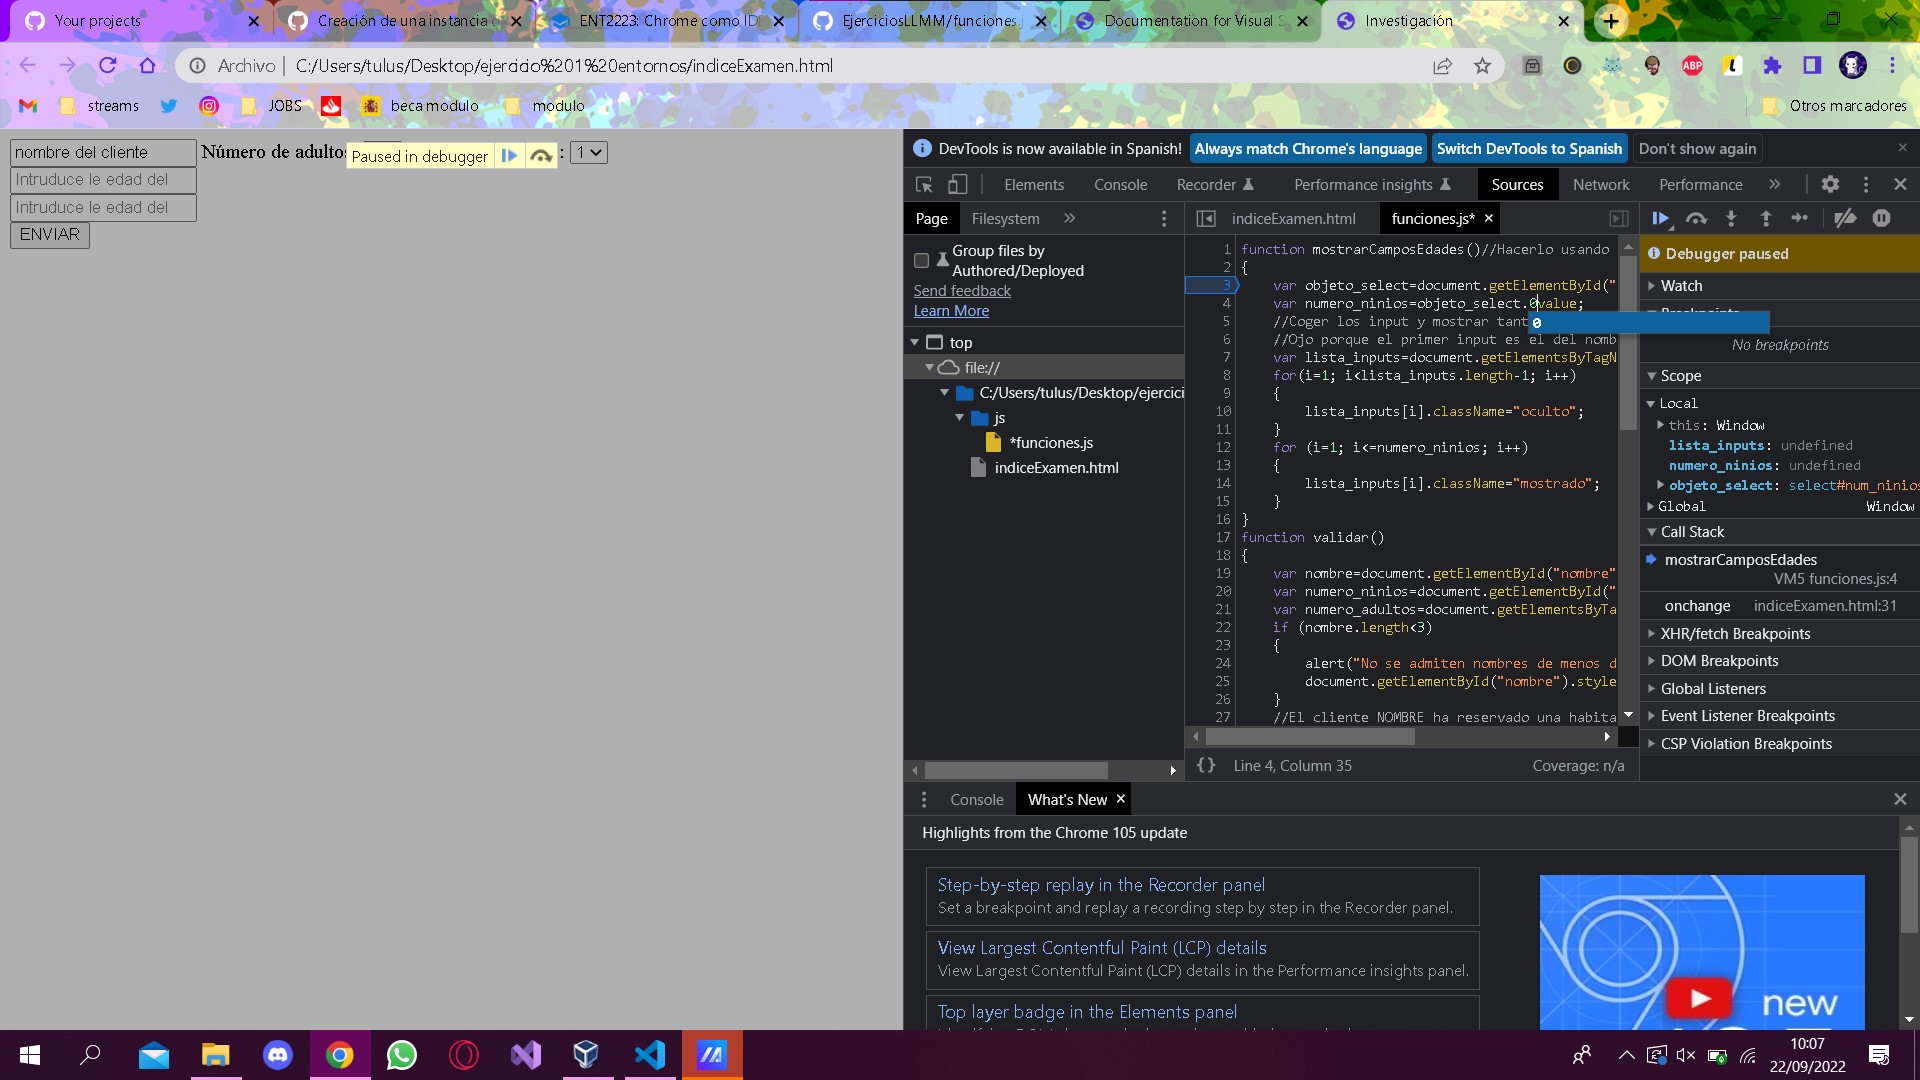 Your projects
Creación de una instancia d
ENT2223: Chrome como IDE
EjerciciosLLMM/funciones.j
Documentation for Visual S
Investigación
Archivo | C:/Users/tulus/Desktop/ejercicio%201%20entornos/indiceExamen.html
ABP
streams
JOBS
beca modulo
modulo
Otros marcadores
nombre del cliente
Número de adultos
Paused in debugger
: 1
Intruduce le edad del
Intruduce le edad del
ENVIAR
DevTools is now available in Spanish!
Always match Chrome's language
Switch DevTools to Spanish
Don't show again
Elements
Console
Recorder
Performance insights
Sources
Network
Performance
Page
Filesystem
Group files by
Authored/Deployed
Send feedback
Learn More
top
file://
C:/Users/tulus/Desktop/ejercici
js
*funciones.js
indiceExamen.html
indiceExamen.html
funciones.js*
1 function mostrarCamposEdades()//Hacerlo usando
2 {
3 var objeto_select=document.getElementById("
4 var numero_ninios=objeto_select.0value;
0
5 //Coger los input y mostrar tant
6 //Ojo porque el primer input es el del nomb
7 var lista_inputs=document.getElementsByTagN
8 for(i=1; i<lista_inputs.length-1; i++)
9 {
10 lista_inputs[i].className="oculto";
11 }
12 for (i=1; i<=numero_ninios; i++)
13 {
14 lista_inputs[i].className="mostrado";
15 }
16 }
17 function validar()
18 {
19 var nombre=document.getElementById("nombre"
20 var numero_ninios=document.getElementById("
21 var numero_adultos=document.getElementsByTa
22 if (nombre.length<3)
23 {
24 alert("No se admiten nombres de menos d
25 document.getElementById("nombre").style
26 }
27 //El cliente NOMBRE ha reservado una habita
{} Line 4, Column 35
Coverage: n/a
Debugger paused
Watch
Breakpoints
No breakpoints
Scope
Local
this: Window
lista_inputs: undefined
numero_ninios: undefined
objeto_select: select#num_ninios
Global Window
Call Stack
mostrarCamposEdades
VM5 funciones.js:4
onchange indiceExamen.html:31
XHR/fetch Breakpoints
DOM Breakpoints
Global Listeners
Event Listener Breakpoints
CSP Violation Breakpoints
Console
What's New
Highlights from the Chrome 105 update
Step-by-step replay in the Recorder panel
Set a breakpoint and replay a recording step by step in the Recorder panel.
View Largest Contentful Paint (LCP) details
View Largest Contentful Paint (LCP) details in the Performance insights panel.
Top layer badge in the Elements panel
new
10:07
22/09/2022